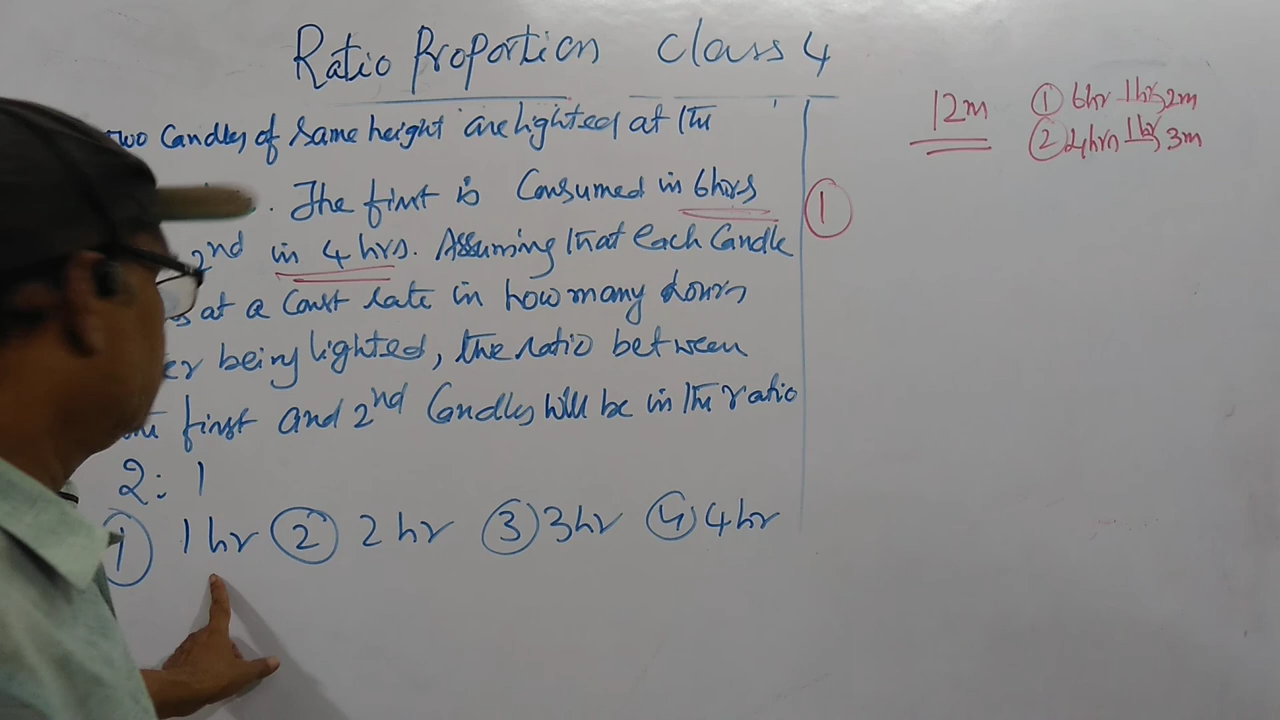 Ratio Proportion Class 4
two Candles of Same height are lighted at the
. The first is Consumed in 6hrs
2nd in 4 hrs. Assuming that each Candle
at a Const rate in how many hours
being lighted, the ratio between
first and 2nd Candles will be in the ratio
2: 1
① 1 hr ② 2 hr ③ 3hr ④ 4hr
12m
① 6hr 1hr 2m
② 4hrs 1hr 3m
①